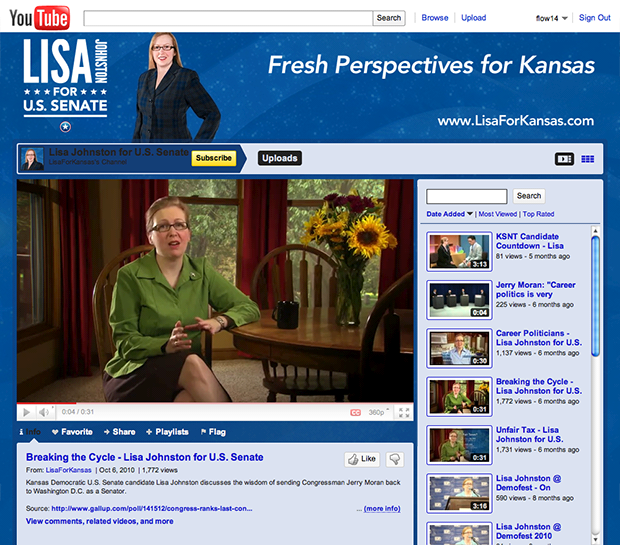 YouTube
Search
Browse
Upload
flow14
Sign Out
LISA JOHNSTON
FOR
U.S. SENATE
Fresh Perspectives for Kansas
www.LisaForKansas.com
Lisa Johnston for U.S. Senate
LisaForKansas's Channel
Subscribe
Uploads
Search
Date Added | Most Viewed | Top Rated
KSNT Candidate
Countdown - Lisa
81 views - 5 months ago
3:13
Jerry Moran: "Career
politics is very
225 views - 6 months ago
0:04
Career Politicians -
Lisa Johnston for U.S.
1,137 views - 6 months ago
0:30
Breaking the Cycle -
Lisa Johnston for U.S.
1,772 views - 6 months ago
0:31
Unfair Tax - Lisa
Johnston for U.S.
1,731 views - 6 months ago
0:31
Lisa Johnston @
Demofest - On
590 views - 8 months ago
3:16
Lisa Johnston @
Demofest 2010
0:04 / 0:31
CC
360p
Info
Favorite
Share
Playlists
Flag
Breaking the Cycle - Lisa Johnston for U.S. Senate
Like
From: LisaForKansas | Oct 6, 2010 | 1,772 views
Kansas Democratic U.S. Senate candidate Lisa Johnston discusses the wisdom of sending Congressman Jerry Moran back
to Washington D.C. as a Senator.
Source: http://www.gallup.com/poll/141512/congress-ranks-last-con...
... (more info)
View comments, related videos, and more